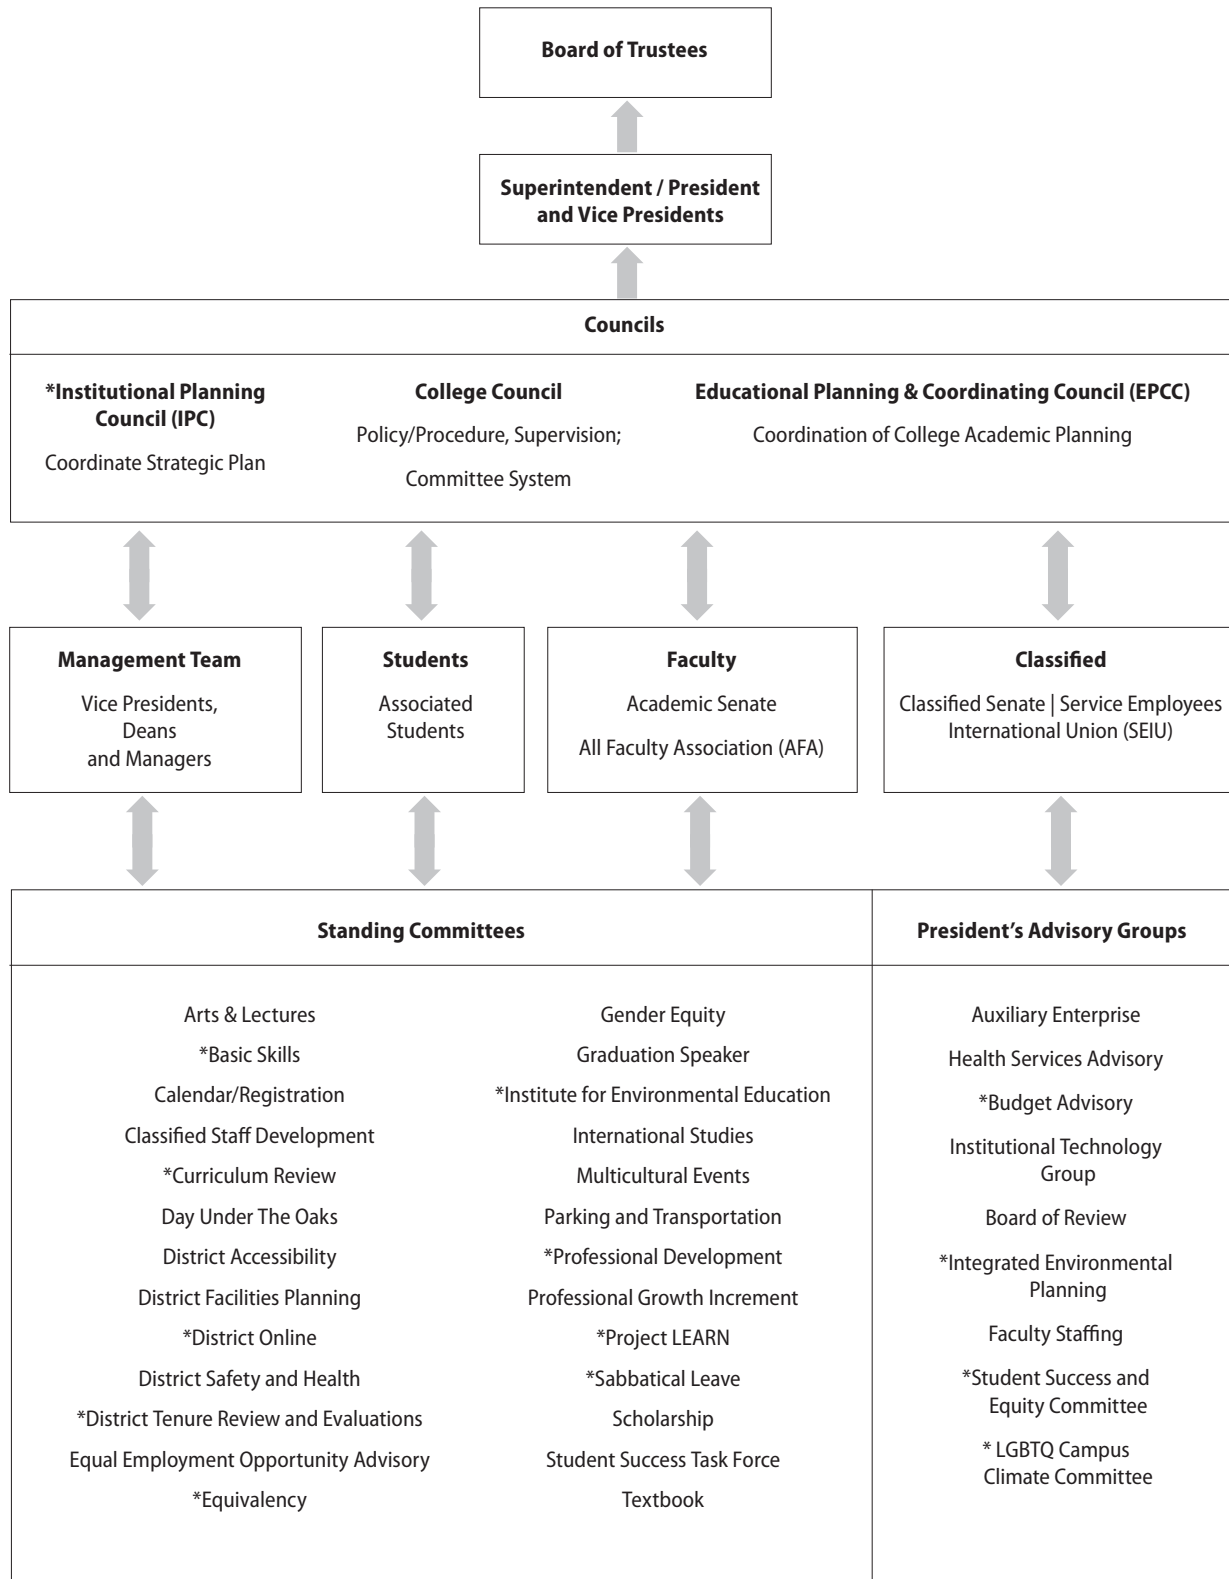 Board of Trustees
Superintendent / President
and Vice Presidents
Councils
*Institutional Planning
Council (IPC)
Coordinate Strategic Plan
College Council
Policy/Procedure, Supervision;
Committee System
Educational Planning & Coordinating Council (EPCC)
Coordination of College Academic Planning
Management Team
Vice Presidents,
Deans
and Managers
Students
Associated
Students
Faculty
Academic Senate
All Faculty Association (AFA)
Classified
Classified Senate | Service Employees
International Union (SEIU)
Standing Committees
Arts & Lectures
*Basic Skills
Calendar/Registration
Classified Staff Development
*Curriculum Review
Day Under The Oaks
District Accessibility
District Facilities Planning
*District Online
District Safety and Health
*District Tenure Review and Evaluations
Equal Employment Opportunity Advisory
*Equivalency
Gender Equity
Graduation Speaker
*Institute for Environmental Education
International Studies
Multicultural Events
Parking and Transportation
*Professional Development
Professional Growth Increment
*Project LEARN
*Sabbatical Leave
Scholarship
Student Success Task Force
Textbook
President’s Advisory Groups
Auxiliary Enterprise
Health Services Advisory
*Budget Advisory
Institutional Technology
Group
Board of Review
*Integrated Environmental
Planning
Faculty Staffing
*Student Success and
Equity Committee
* LGBTQ Campus
Climate Committee